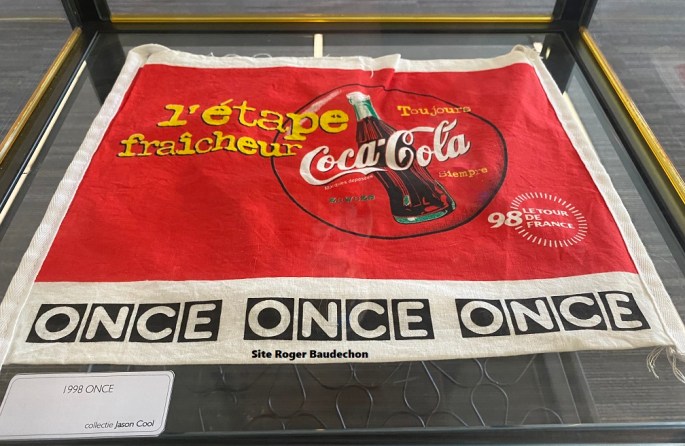 l'étape
fraîcheur
Toujours
Coca-Cola
Siempre
98 LE TOUR
DE
FRANCE
ONCE ONCE ONCE
Site Roger Baudechon
1998 ONCE
collectie Jason Cool